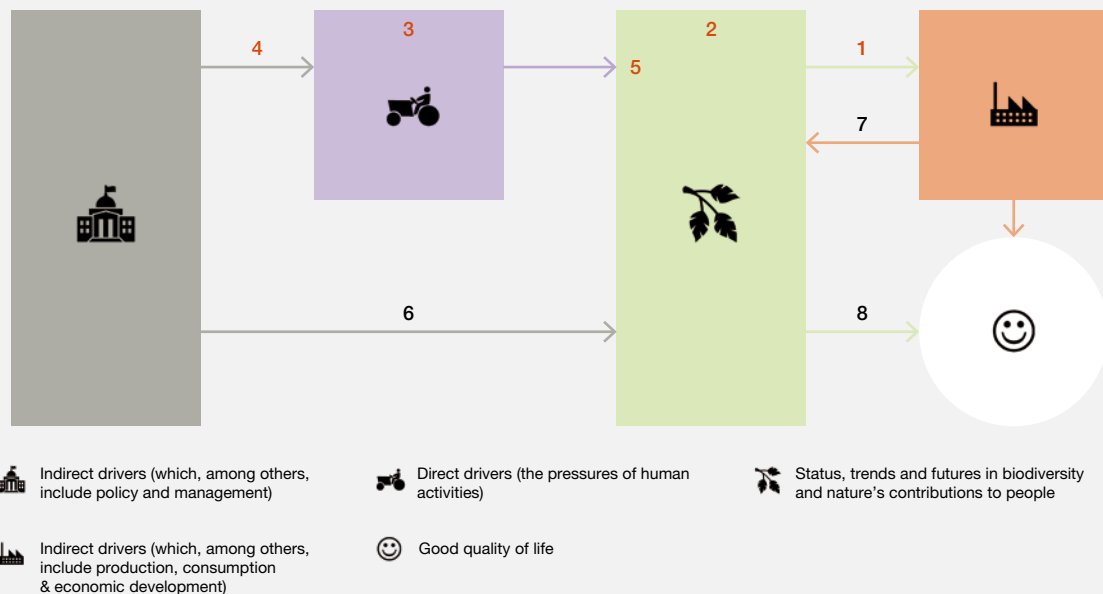 3
2
4
1
5
7
6
8
Indirect drivers (which, among others,
include policy and management)
Direct drivers (the pressures of human
activities)
Status, trends and futures in biodiversity
and nature's contributions to people
Indirect drivers (which, among others,
include production, consumption
& economic development)
Good quality of life